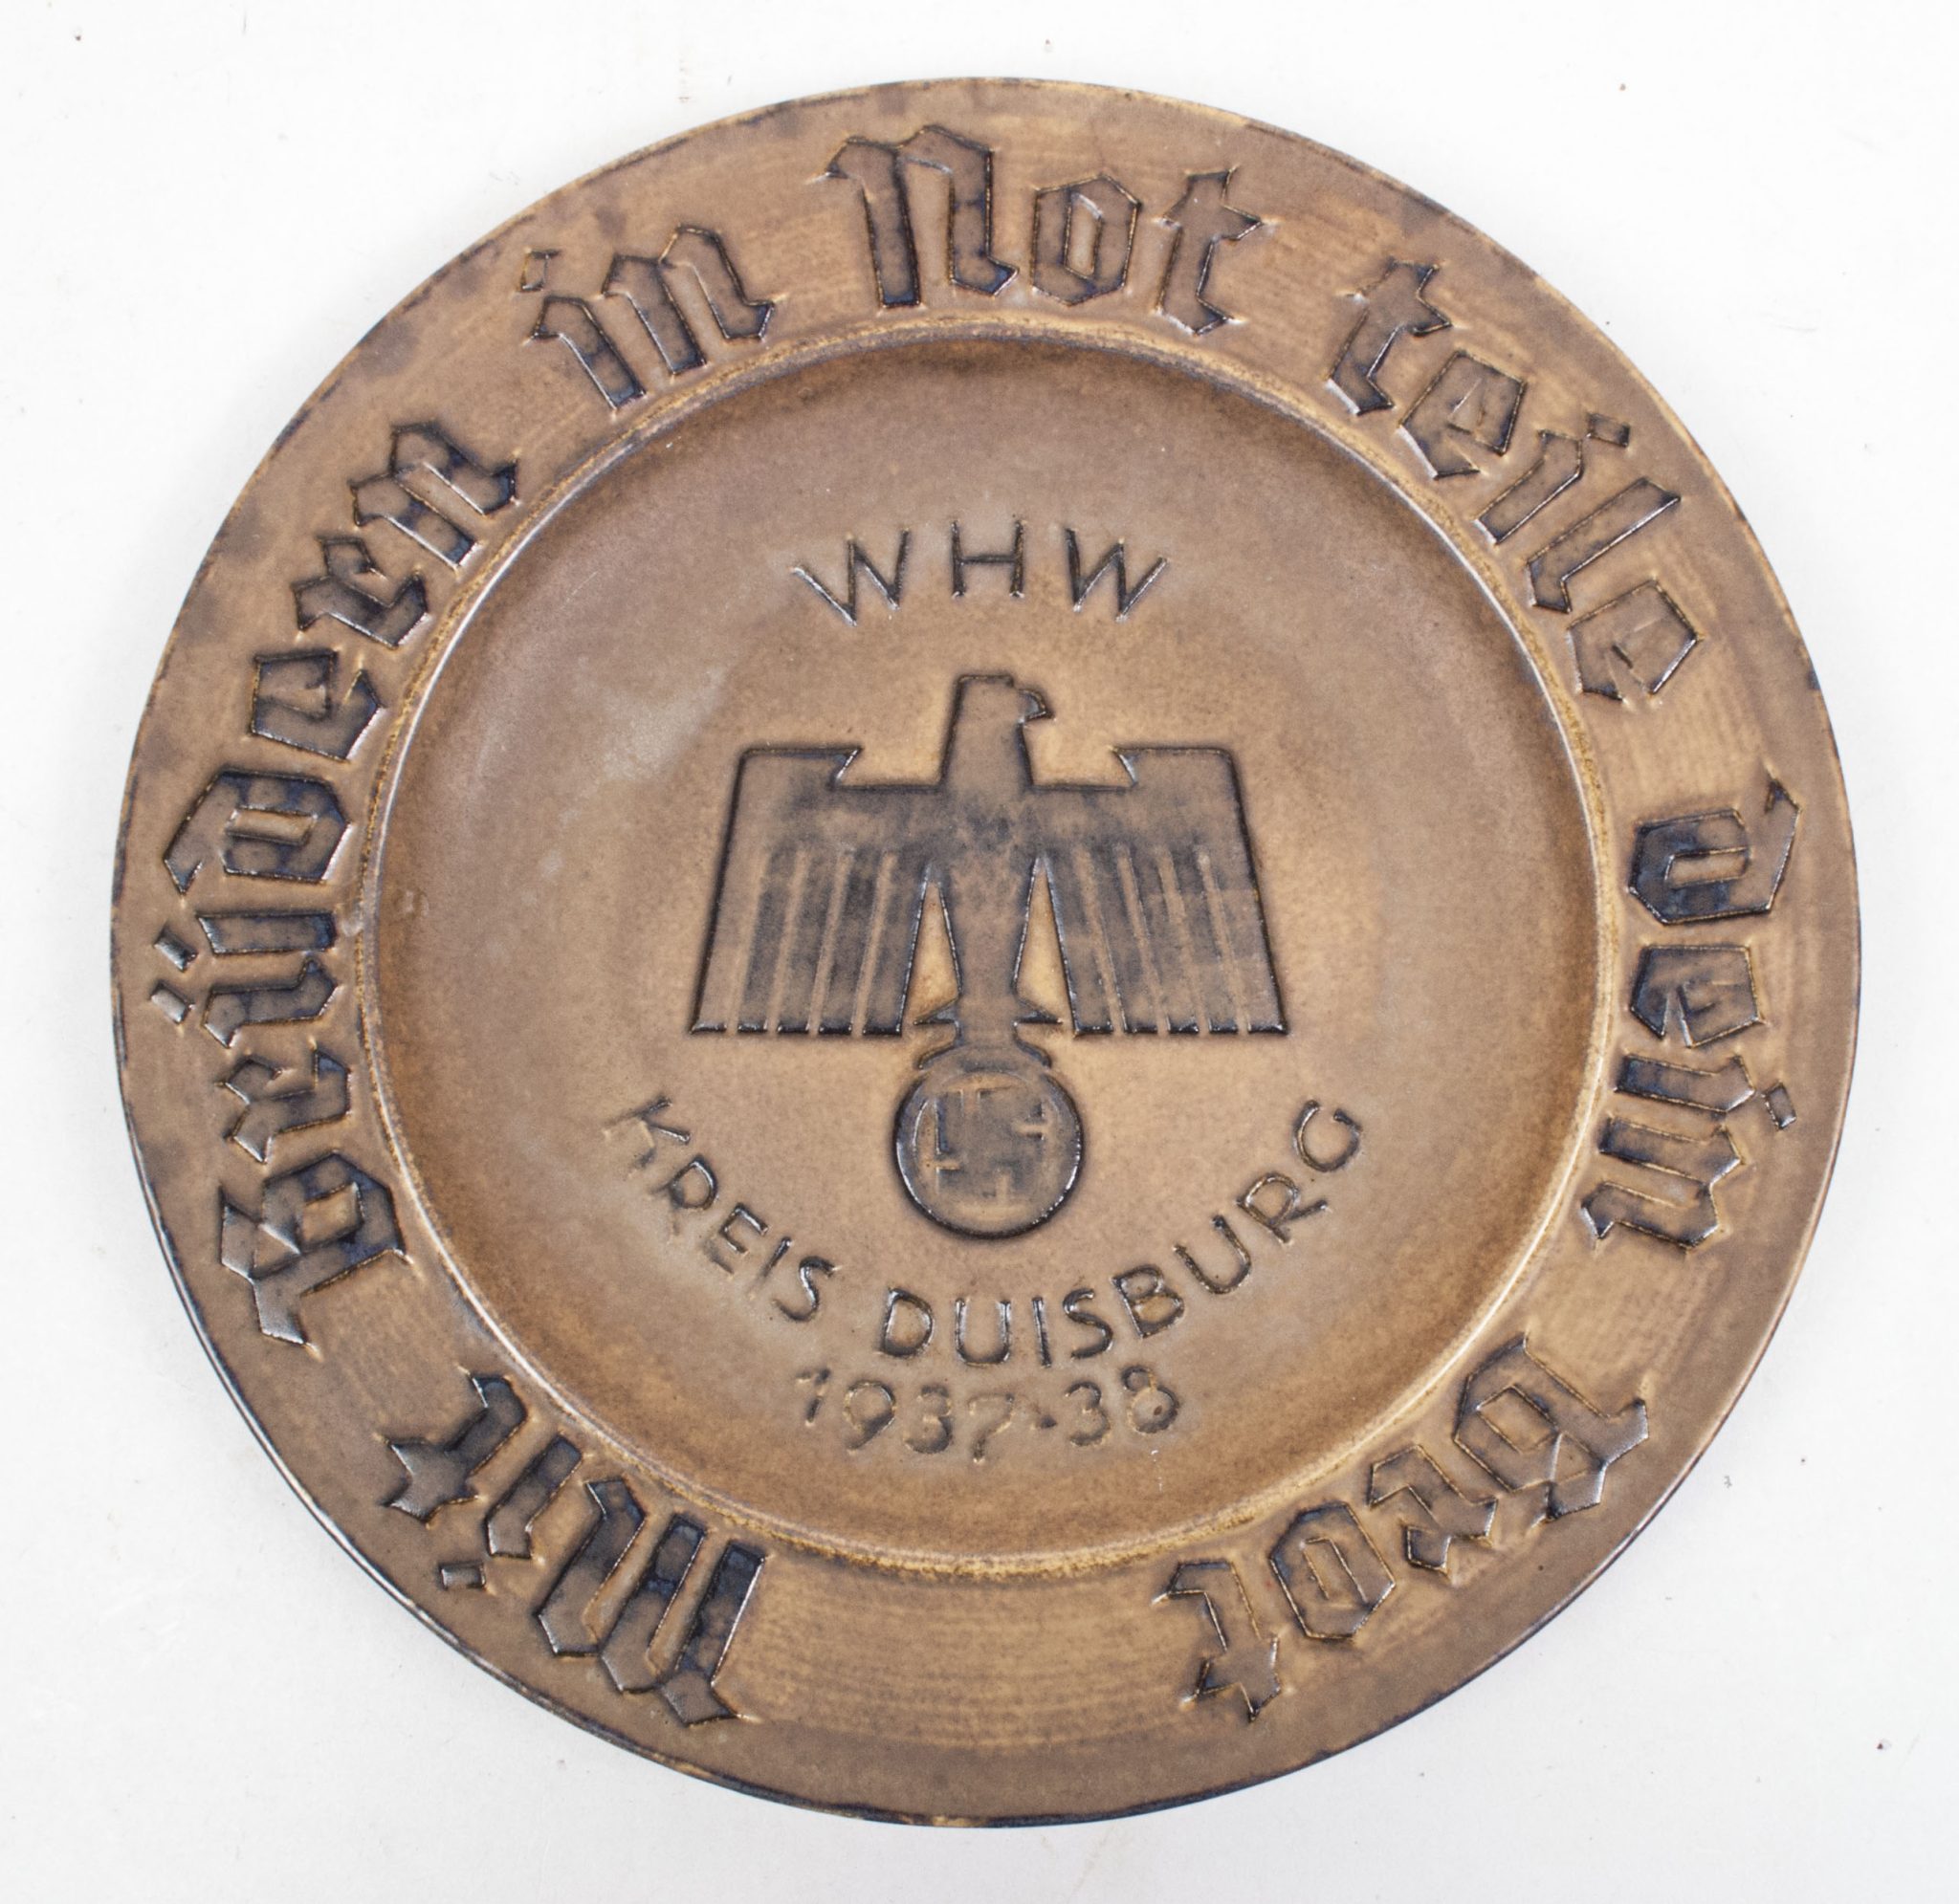 Mit Brüdern in Not teile dein Brot
WHW
KREIS DUISBURG
1937-38